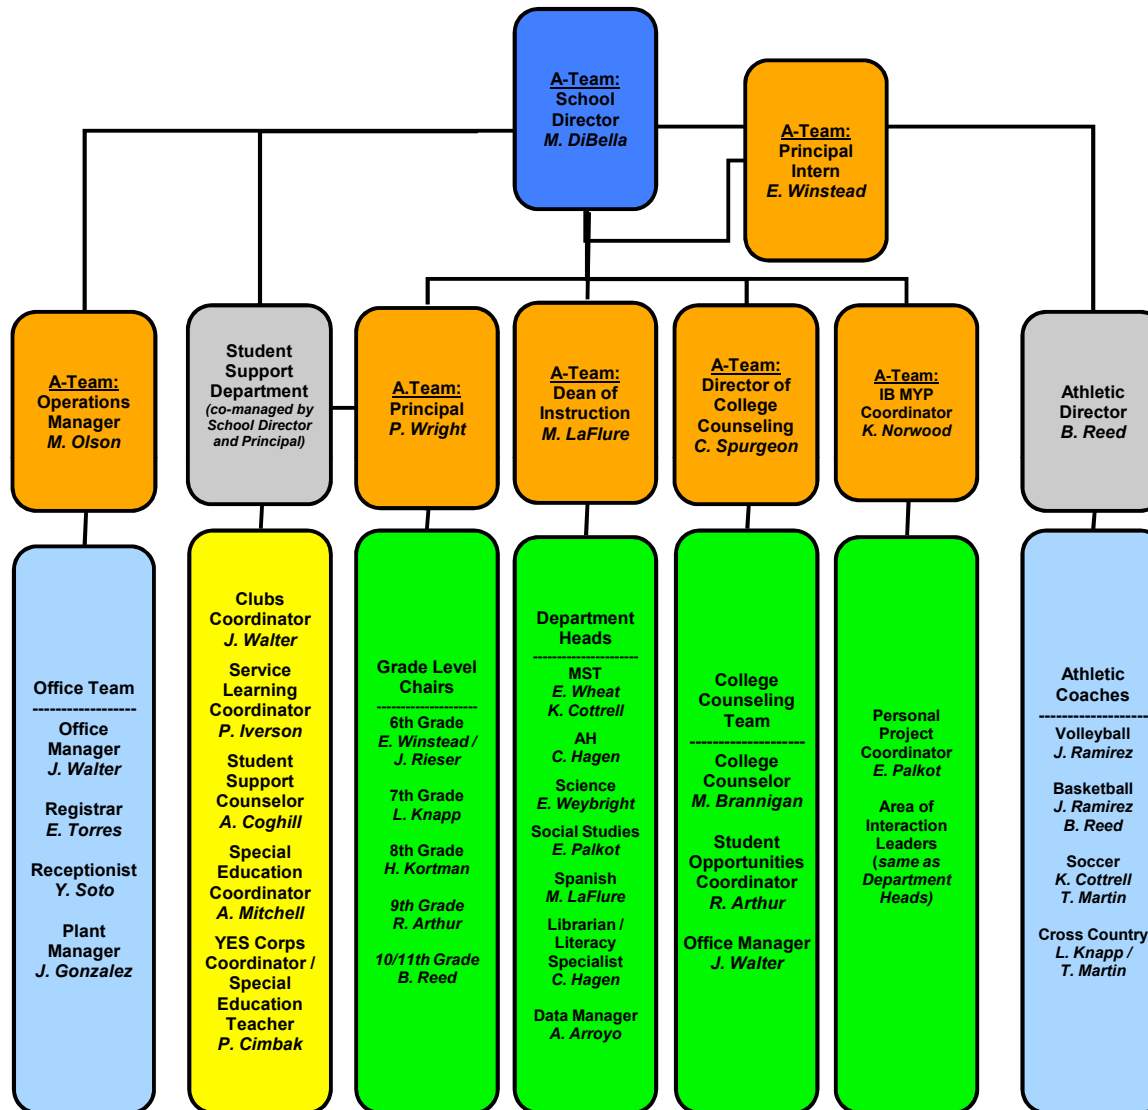 A-Team:
School
Director
M. DiBella
A-Team:
Principal
Intern
E. Winstead
A-Team:
Operations
Manager
M. Olson
Student
Support
Department
(co-managed by
School Director
and Principal)
A.Team:
Principal
P. Wright
A-Team:
Dean of
Instruction
M. LaFlure
A-Team:
Director of
College
Counseling
C. Spurgeon
A-Team:
IB MYP
Coordinator
K. Norwood
Athletic
Director
B. Reed
Office Team
------------------
Office
Manager
J. Walter
Registrar
E. Torres
Receptionist
Y. Soto
Plant
Manager
J. Gonzalez
Clubs
Coordinator
J. Walter
Service
Learning
Coordinator
P. Iverson
Student
Support
Counselor
A. Coghill
Special
Education
Coordinator
A. Mitchell
YES Corps
Coordinator /
Special
Education
Teacher
P. Cimbak
Grade Level
Chairs
---------------------
6th Grade
E. Winstead /
J. Rieser
7th Grade
L. Knapp
8th Grade
H. Kortman
9th Grade
R. Arthur
10/11th Grade
B. Reed
Department
Heads
----------------------
MST
E. Wheat
K. Cottrell
AH
C. Hagen
Science
E. Weybright
Social Studies
E. Palkot
Spanish
M. LaFlure
Librarian /
Literacy
Specialist
C. Hagen
Data Manager
A. Arroyo
College
Counseling
Team
--------------------
College
Counselor
M. Brannigan
Student
Opportunities
Coordinator
R. Arthur
Office Manager
J. Walter
Personal
Project
Coordinator
E. Palkot
Area of
Interaction
Leaders
(same as
Department
Heads)
Athletic
Coaches
-------------------
Volleyball
J. Ramirez
Basketball
J. Ramirez
B. Reed
Soccer
K. Cottrell
T. Martin
Cross Country
L. Knapp /
T. Martin